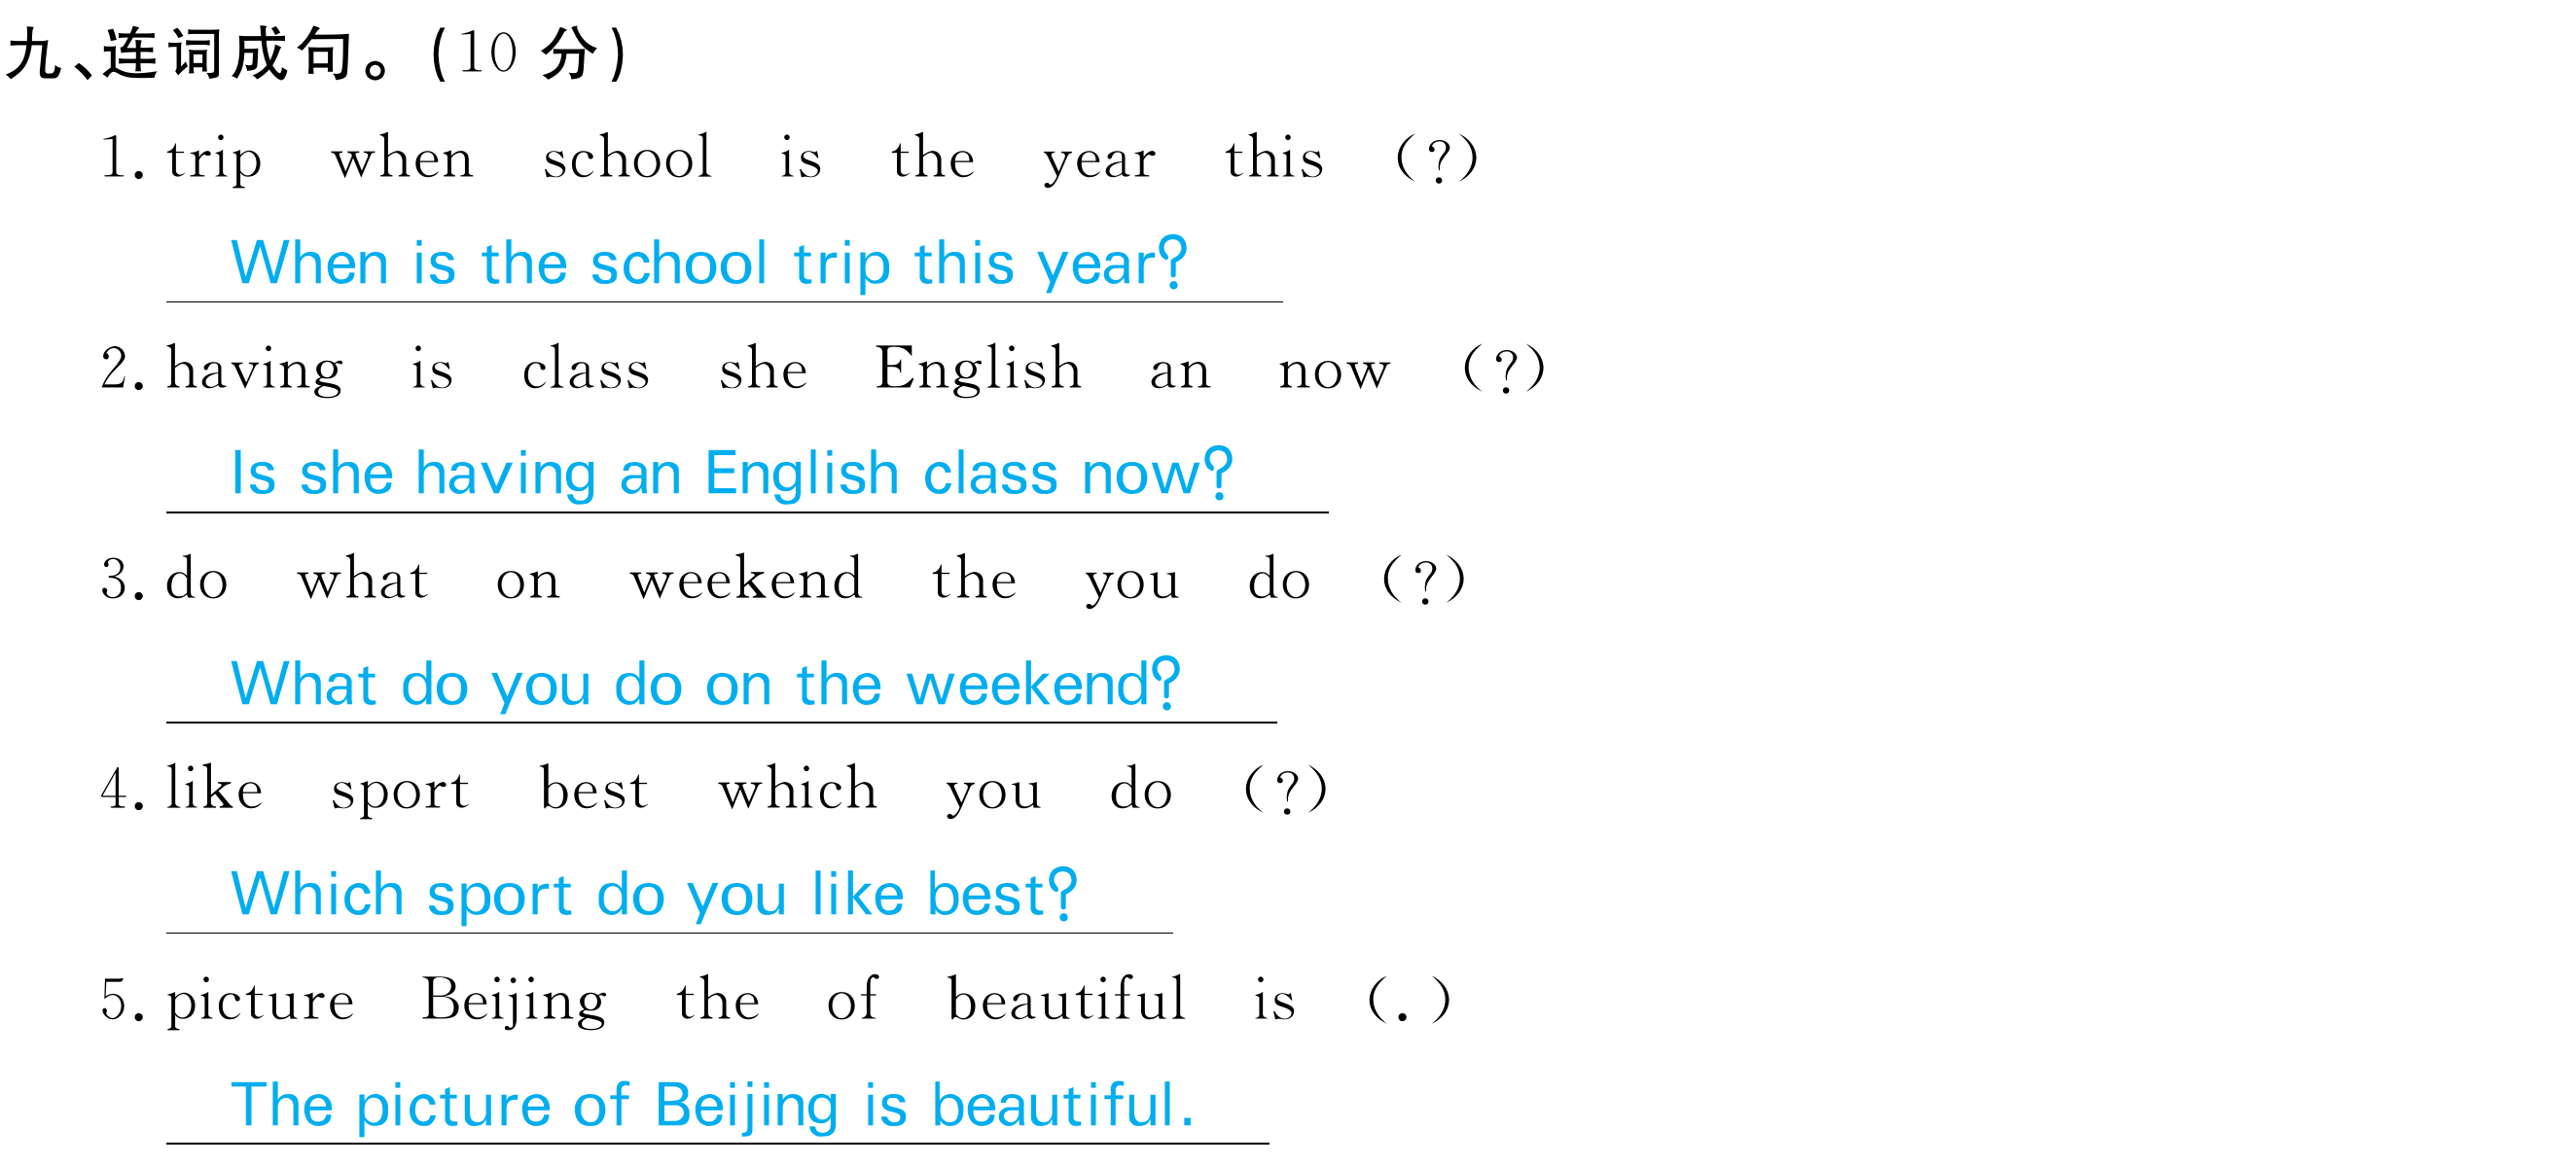 九、连词成句。(10 分)
1. trip when school is the year this (?)
When is the school trip this year?
2. having is class she English an now (?)
Is she having an English class now?
3. do what on weekend the you do (?)
What do you do on the weekend?
4. like sport best which you do (?)
Which sport do you like best?
5. picture Beijing the of beautiful is (.)
The picture of Beijing is beautiful.